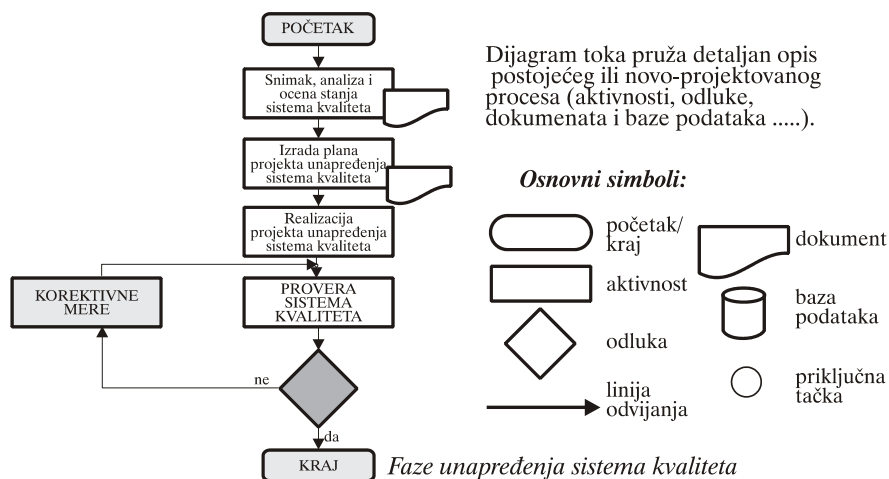 POČETAK
Snimak, analiza i
ocena stanja
sistema kvaliteta
Izrada plana
projekta unapređenja
sistema kvaliteta
Realizacija
projekta unapređenja
sistema kvaliteta
KOREKTIVNE
MERE
PROVERA
SISTEMA
KVALITETA
ne
da
KRAJ
Dijagram toka pruža detaljan opis
postojećeg ili novo-projektovanog
procesa (aktivnosti, odluke,
dokumenata i baze podataka .....).
Osnovni simboli:
početak/
kraj
dokument
aktivnost
baza
podataka
odluka
linija
odvijanja
priključna
tačka
Faze unapređenja sistema kvaliteta